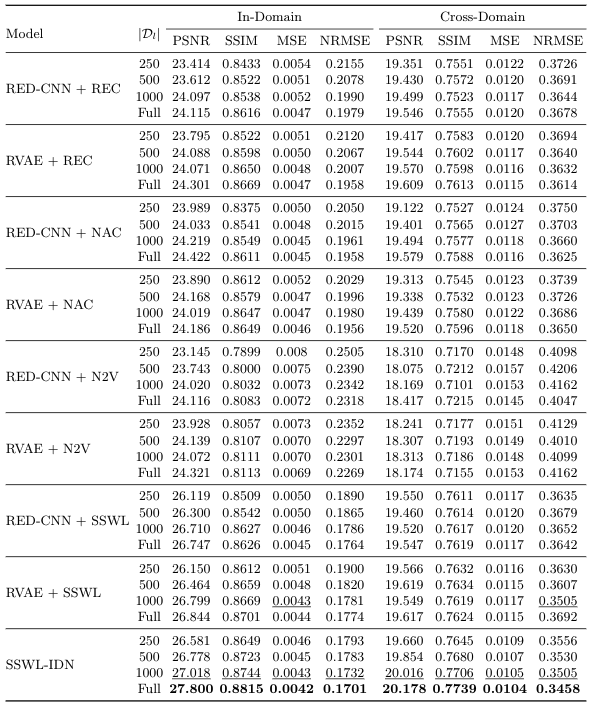 In-Domain Cross-Domain
Model |𝒟ₗ|
PSNR SSIM MSE NRMSE PSNR SSIM MSE NRMSE
250 23.414 0.8433 0.0054 0.2155 19.351 0.7551 0.0122 0.3726
500 23.612 0.8522 0.0051 0.2078 19.430 0.7572 0.0120 0.3691
RED-CNN + REC
1000 24.097 0.8538 0.0052 0.1990 19.499 0.7523 0.0117 0.3644
Full 24.115 0.8616 0.0047 0.1979 19.546 0.7555 0.0120 0.3678
250 23.795 0.8522 0.0051 0.2120 19.417 0.7583 0.0120 0.3694
500 24.088 0.8598 0.0050 0.2067 19.544 0.7602 0.0117 0.3640
RVAE + REC
1000 24.071 0.8650 0.0048 0.2007 19.570 0.7598 0.0116 0.3632
Full 24.301 0.8669 0.0047 0.1958 19.609 0.7613 0.0115 0.3614
250 23.989 0.8375 0.0050 0.2050 19.122 0.7527 0.0124 0.3750
500 24.033 0.8541 0.0048 0.2015 19.401 0.7565 0.0127 0.3703
RED-CNN + NAC
1000 24.219 0.8549 0.0045 0.1961 19.494 0.7577 0.0118 0.3660
Full 24.422 0.8611 0.0045 0.1958 19.579 0.7588 0.0116 0.3625
250 23.890 0.8612 0.0052 0.2029 19.313 0.7545 0.0123 0.3739
500 24.168 0.8579 0.0047 0.1996 19.338 0.7532 0.0123 0.3726
RVAE + NAC
1000 24.019 0.8647 0.0047 0.1980 19.439 0.7580 0.0122 0.3686
Full 24.186 0.8649 0.0046 0.1956 19.520 0.7596 0.0118 0.3650
250 23.145 0.7899 0.008 0.2505 18.310 0.7170 0.0148 0.4098
500 23.743 0.8000 0.0075 0.2390 18.075 0.7212 0.0157 0.4206
RED-CNN + N2V
1000 24.020 0.8032 0.0073 0.2342 18.169 0.7101 0.0153 0.4162
Full 24.116 0.8083 0.0072 0.2318 18.417 0.7215 0.0145 0.4047
250 23.928 0.8057 0.0073 0.2352 18.241 0.7177 0.0151 0.4129
500 24.139 0.8107 0.0070 0.2297 18.307 0.7193 0.0149 0.4010
RVAE + N2V
1000 24.072 0.8111 0.0070 0.2301 18.313 0.7186 0.0148 0.4099
Full 24.321 0.8113 0.0069 0.2269 18.174 0.7155 0.0153 0.4162
250 26.119 0.8509 0.0050 0.1890 19.550 0.7611 0.0117 0.3635
500 26.300 0.8542 0.0050 0.1865 19.460 0.7614 0.0120 0.3679
RED-CNN + SSWL
1000 26.710 0.8627 0.0046 0.1786 19.520 0.7617 0.0120 0.3652
Full 26.747 0.8626 0.0045 0.1764 19.547 0.7619 0.0117 0.3642
250 26.150 0.8612 0.0051 0.1900 19.566 0.7632 0.0116 0.3630
500 26.464 0.8659 0.0048 0.1820 19.619 0.7634 0.0115 0.3607
RVAE + SSWL
1000 26.799 0.8669 0.0043 0.1781 19.549 0.7619 0.0117 0.3505
Full 26.844 0.8701 0.0044 0.1774 19.617 0.7624 0.0115 0.3692
250 26.581 0.8649 0.0046 0.1793 19.660 0.7645 0.0109 0.3556
500 26.778 0.8723 0.0045 0.1783 19.854 0.7680 0.0107 0.3530
SSWL-IDN
1000 27.018 0.8744 0.0043 0.1732 20.016 0.7706 0.0105 0.3505
Full 27.800 0.8815 0.0042 0.1701 20.178 0.7739 0.0104 0.3458